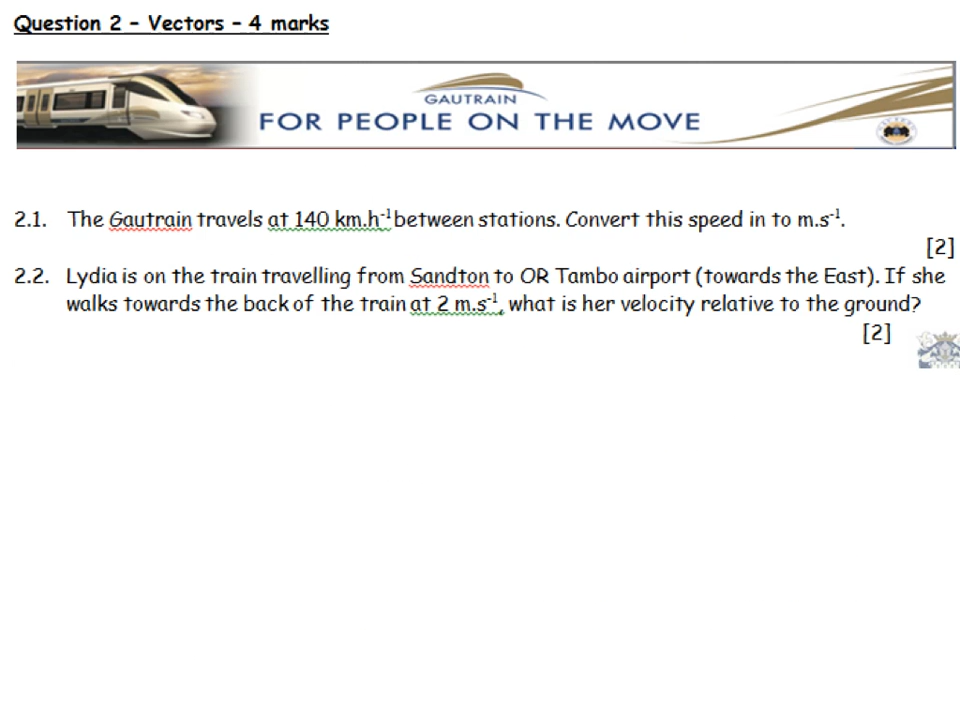 Question 2 – Vectors – 4 marks
GAUTRAIN
FOR PEOPLE ON THE MOVE
2.1. The Gautrain travels at 140 km.h⁻¹ between stations. Convert this speed in to m.s⁻¹.
[2]
2.2. Lydia is on the train travelling from Sandton to OR Tambo airport (towards the East). If she
walks towards the back of the train at 2 m.s⁻¹, what is her velocity relative to the ground?
[2]